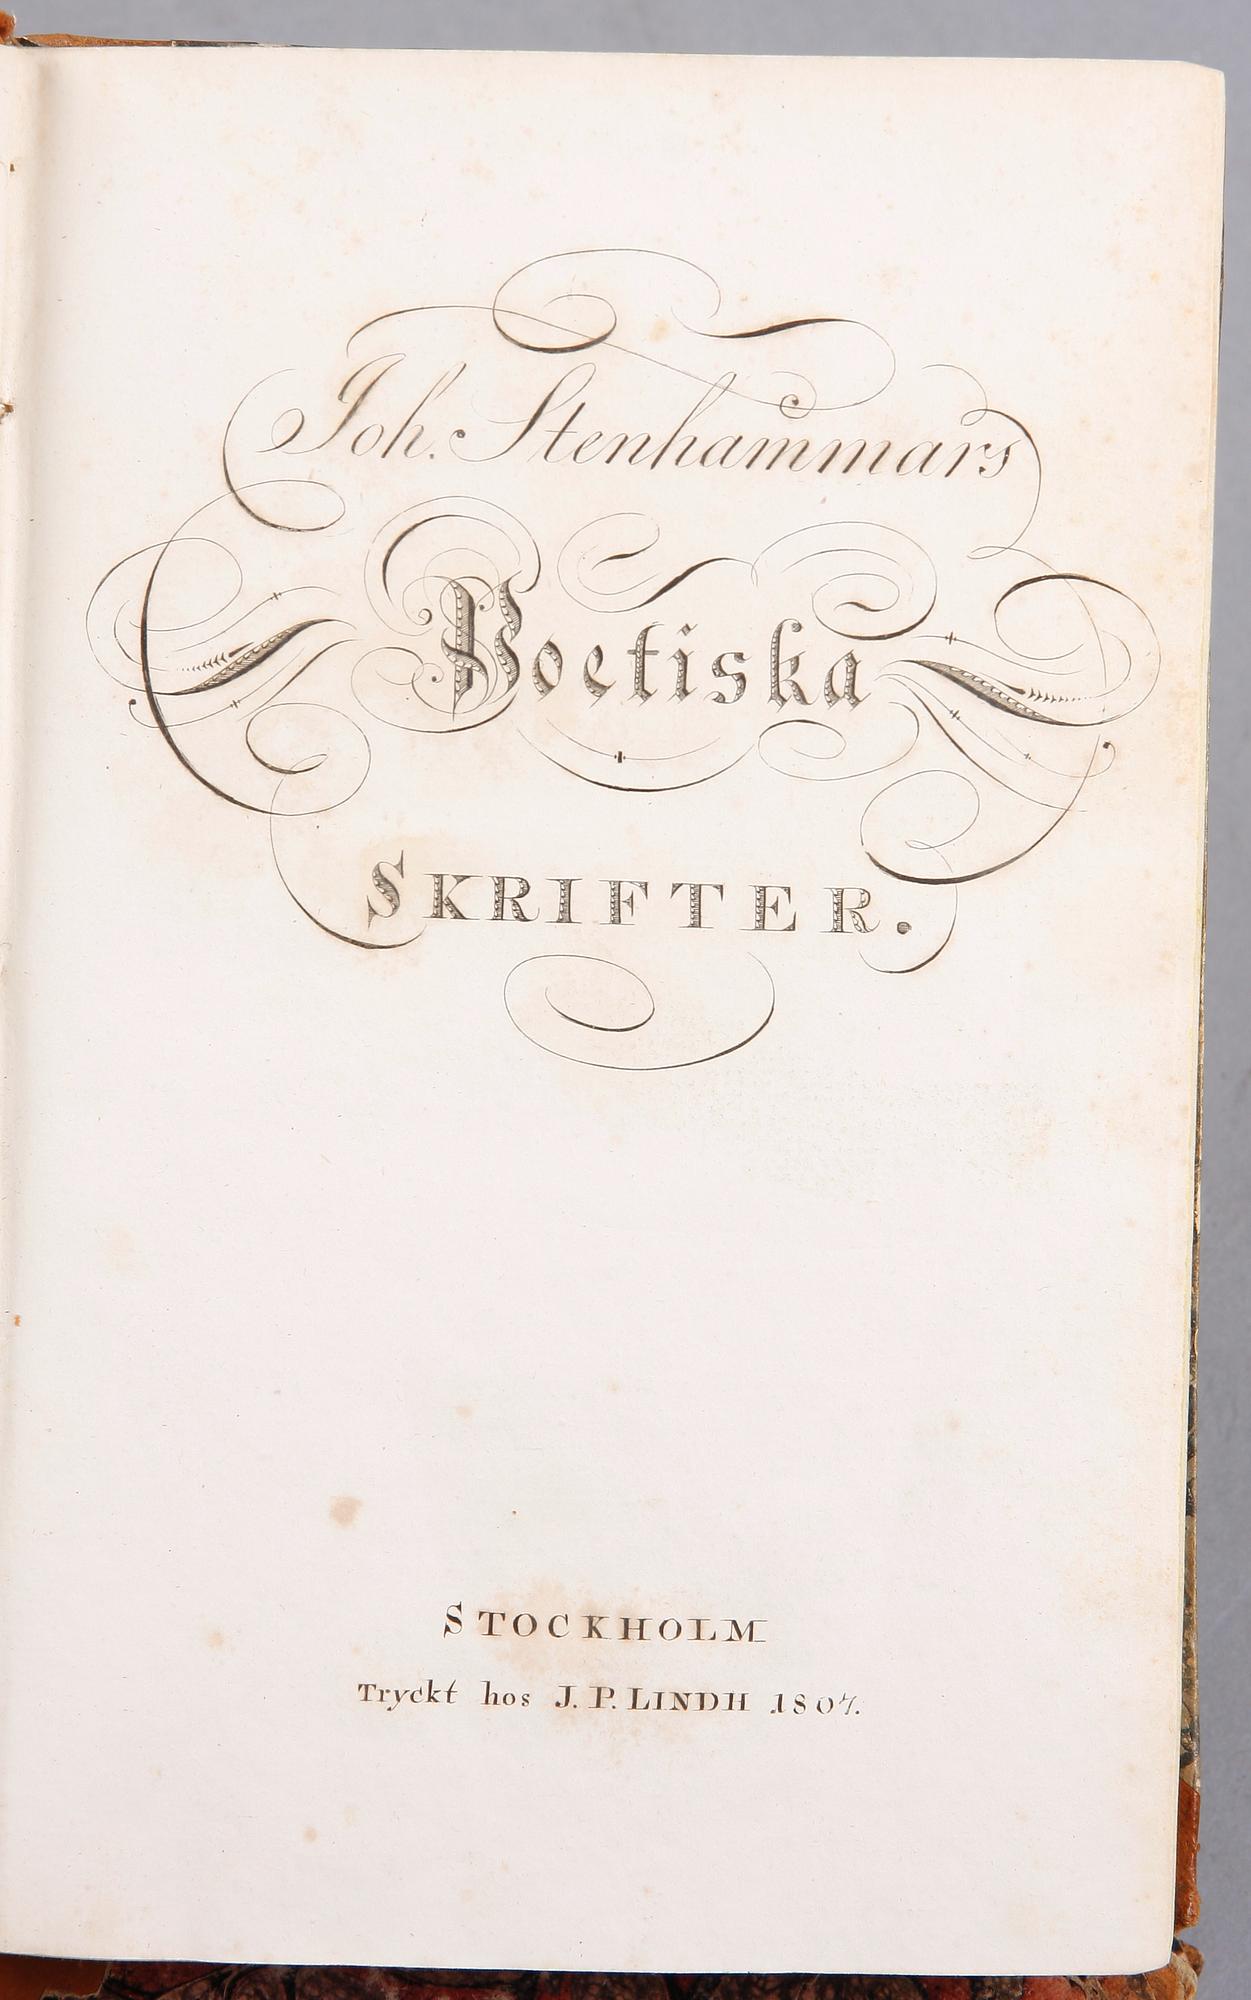 Joh. Stenhammars
Poetiska
SKRIFTER.
STOCKHOLM
Tryckt hos J. P. LINDH 1807.